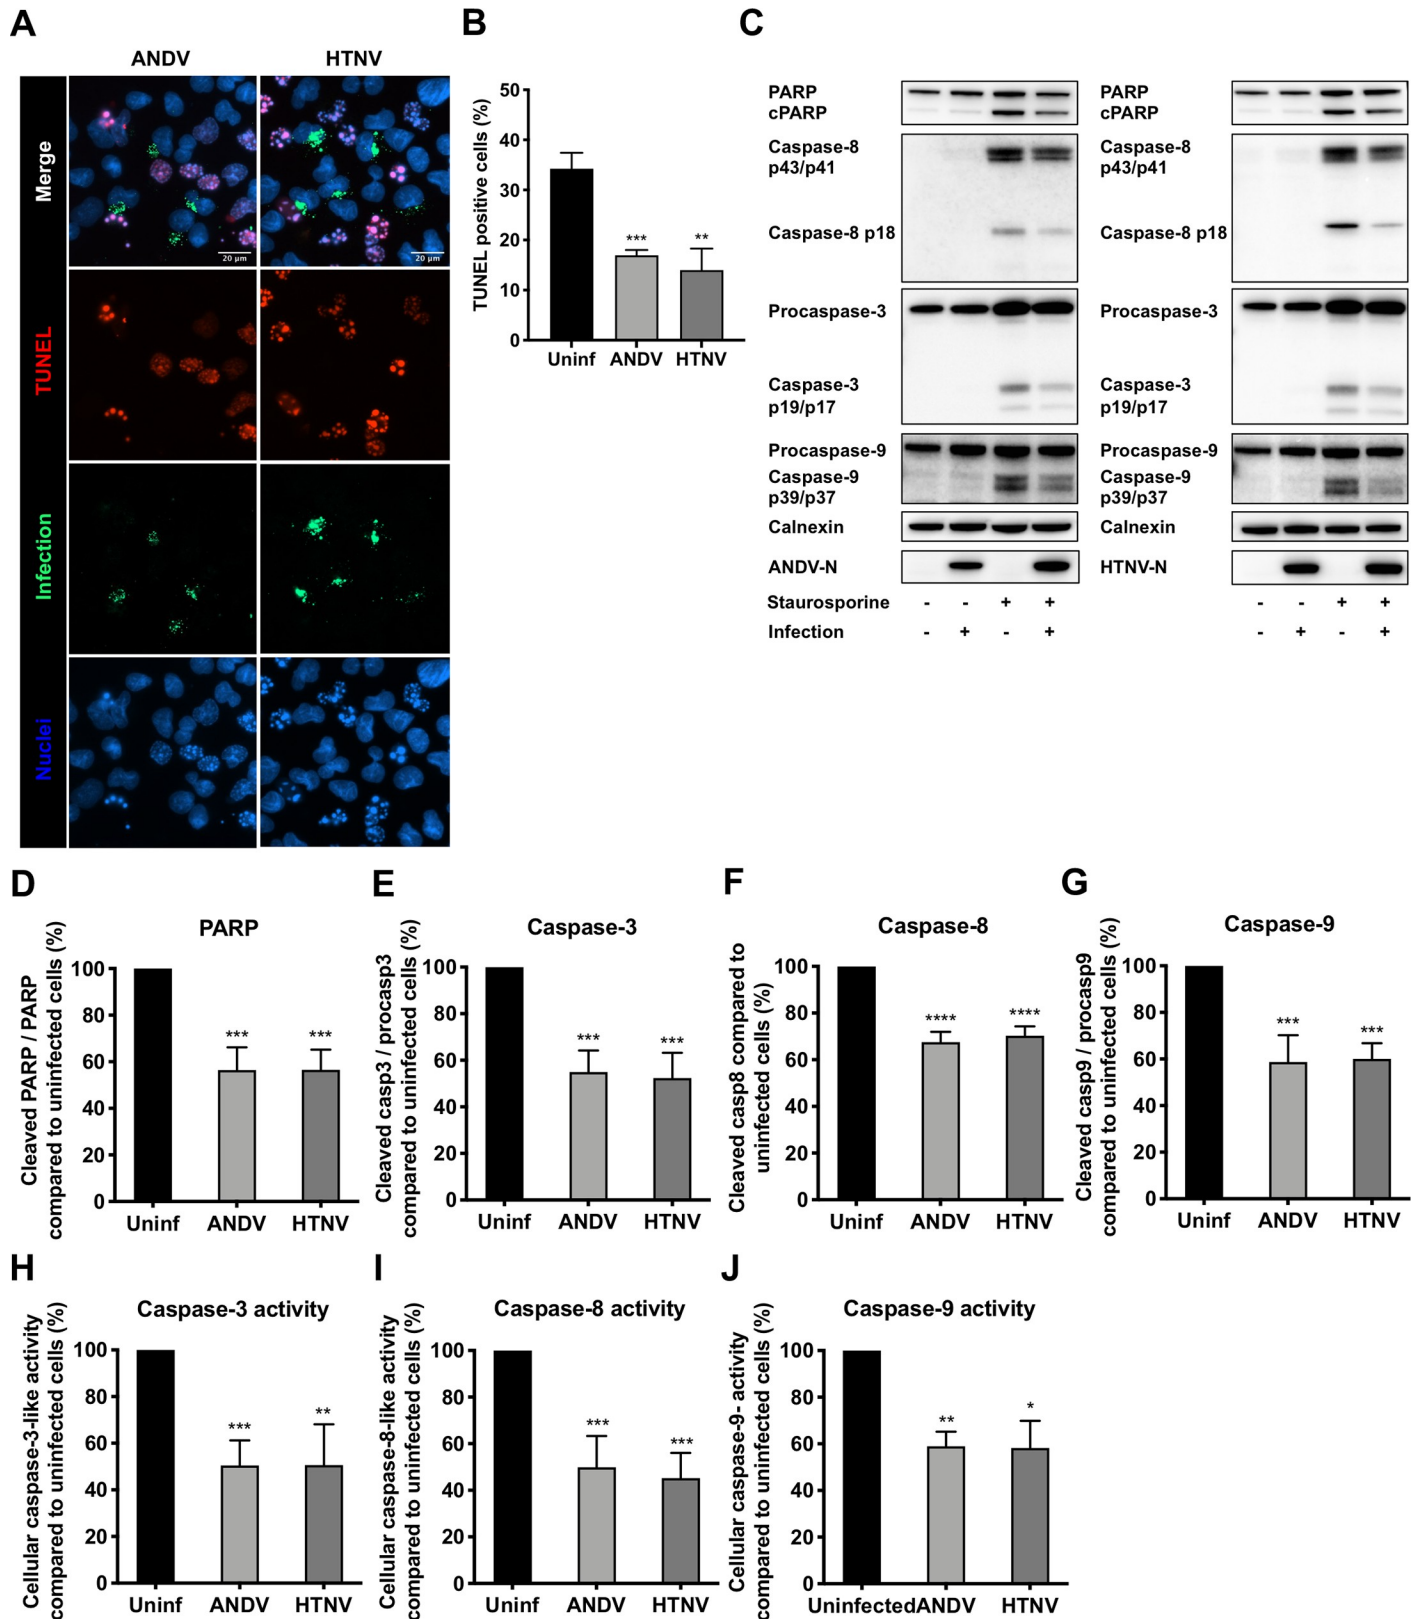 A
ANDV
HTNV
Merge
20 µm
20 µm
TUNEL
Infection
Nuclei
B
TUNEL positive cells (%)
50
40
30
20
10
0
***
**
Uninf
ANDV
HTNV
C
PARP
cPARP
Caspase-8
p43/p41
Caspase-8 p18
Procaspase-3
Caspase-3
p19/p17
Procaspase-9
Caspase-9
p39/p37
Calnexin
ANDV-N
Staurosporine
- - + +
Infection
- + - +
PARP
cPARP
Caspase-8
p43/p41
Caspase-8 p18
Procaspase-3
Caspase-3
p19/p17
Procaspase-9
Caspase-9
p39/p37
Calnexin
HTNV-N
- - + +
- + - +
D
PARP
Cleaved PARP / PARP
compared to uninfected cells (%)
100
80
60
40
20
0
***
***
Uninf
ANDV
HTNV
E
Caspase-3
Cleaved casp3 / procasp3
compared to uninfected cells (%)
100
80
60
40
20
0
***
***
Uninf
ANDV
HTNV
F
Caspase-8
Cleaved casp8 compared to
uninfected cells (%)
100
80
60
40
20
0
****
****
Uninf
ANDV
HTNV
G
Caspase-9
Cleaved casp9 / procasp9
compared to uninfected cells (%)
100
80
60
40
20
0
***
***
Uninf
ANDV
HTNV
H
Caspase-3 activity
Cellular caspase-3-like activity
compared to uninfected cells (%)
100
80
60
40
20
0
***
**
Uninf
ANDV
HTNV
I
Caspase-8 activity
Cellular caspase-8-like activity
compared to uninfected cells (%)
100
80
60
40
20
0
***
***
Uninf
ANDV
HTNV
J
Caspase-9 activity
Cellular caspase-9- activity
compared to uninfected cells (%)
100
80
60
40
20
0
**
*
Uninfected
ANDV
HTNV